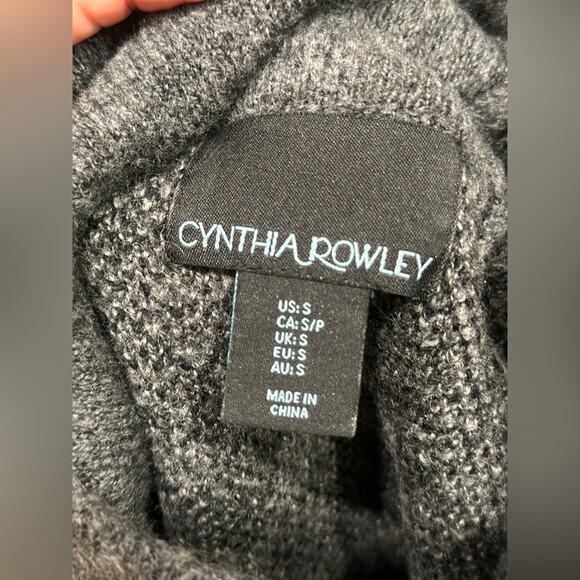 CYNTHIA ROWLEY
US: S
CA: S/P
UK: S
EU: S
AU: S
MADE IN
CHINA